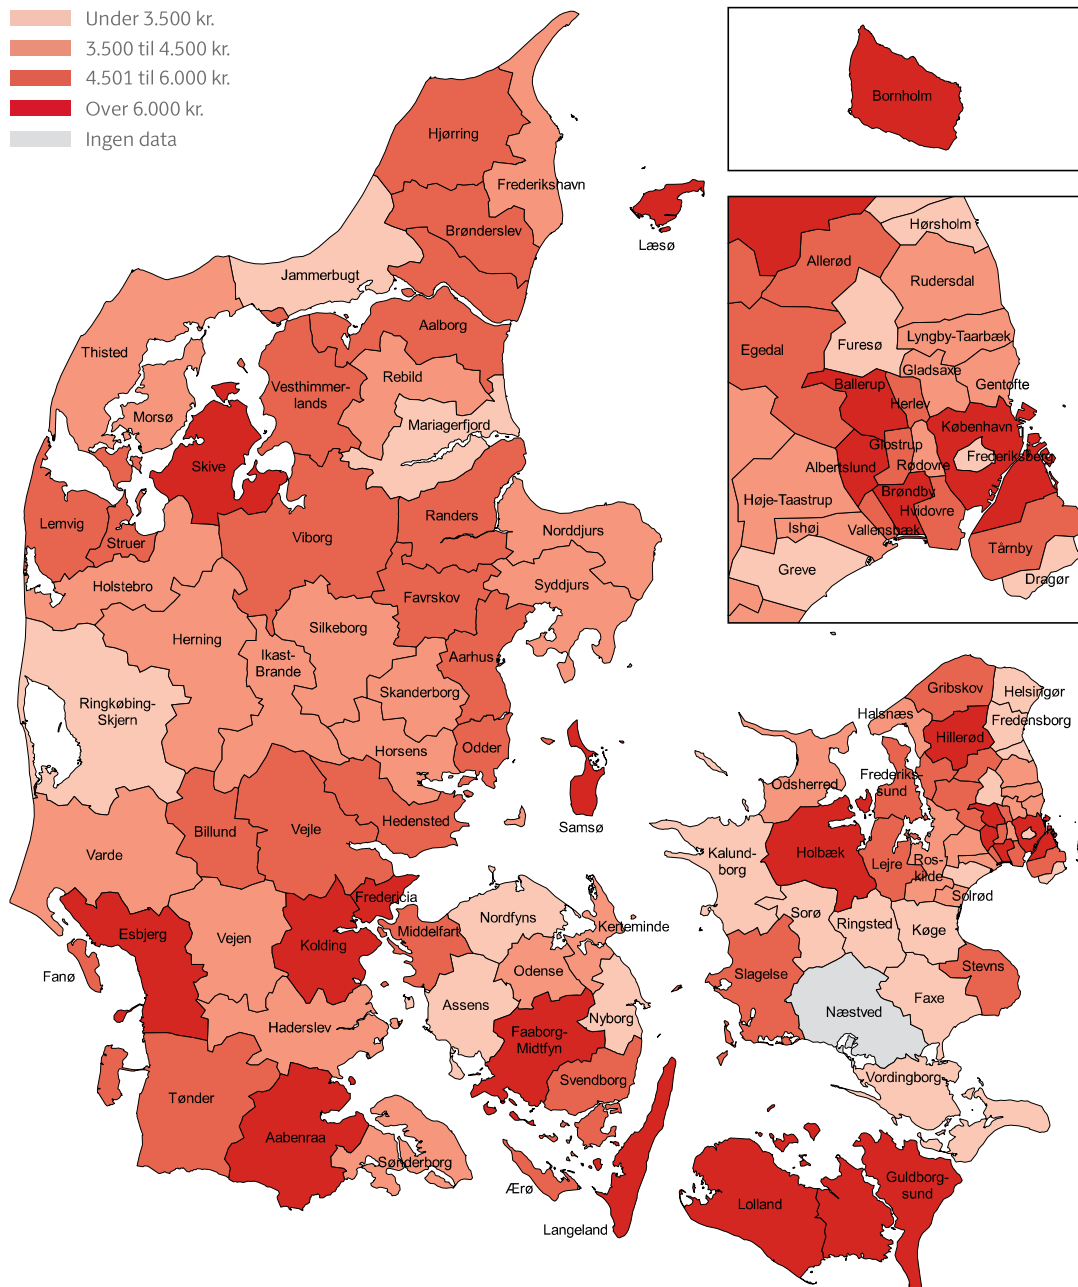 Under 3.500 kr.
3.500 til 4.500 kr.
4.501 til 6.000 kr.
Over 6.000 kr.
Ingen data
Bornholm
Hjørring
Frederikshavn
Brønderslev
Læsø
Jammerbugt
Aalborg
Thisted
Rebild
Vesthimmer-
lands
Morsø
Mariagerfjord
Skive
Lemvig
Struer
Viborg
Randers
Norddjurs
Holstebro
Syddjurs
Favrskov
Silkeborg
Herning
Ikast-
Brande
Aarhus
Skanderborg
Ringkøbing-
Skjern
Horsens
Odder
Samsø
Hedensted
Billund
Vejle
Varde
Fredericia
Esbjerg
Vejen
Kolding
Middelfart
Nordfyns
Kerteminde
Fanø
Odense
Assens
Nyborg
Haderslev
Faaborg-
Midtfyn
Svendborg
Tønder
Aabenraa
Sønderborg
Ærø
Langeland
Hørsholm
Allerød
Rudersdal
Egedal
Furesø
Lyngby-Taarbæk
Gladsaxe
Gentofte
Ballerup
Herlev
København
Glostrup
Frederiksberg
Albertslund
Rødovre
Brøndby
Høje-Taastrup
Hvidovre
Ishøj
Vallensbæk
Tårnby
Greve
Dragør
Gribskov
Helsingør
Halsnæs
Fredensborg
Hillerød
Odsherred
Frederiks-
sund
Kalund-
borg
Holbæk
Lejre
Ros-
kilde
Solrød
Sorø
Ringsted
Køge
Slagelse
Stevns
Næstved
Faxe
Vordingborg
Guldborg-
sund
Lolland